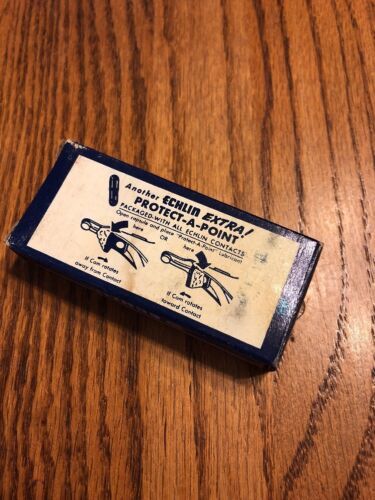 Another ECHLIN EXTRA!
PROTECT-A-POINT
PACKAGED-WITH ALL ECHLIN CONTACTS
Open capsule and place "Protect-A-Point" Lubricant
here OR here
If Cam rotates
away from Contact
If Cam rotates
toward Contact